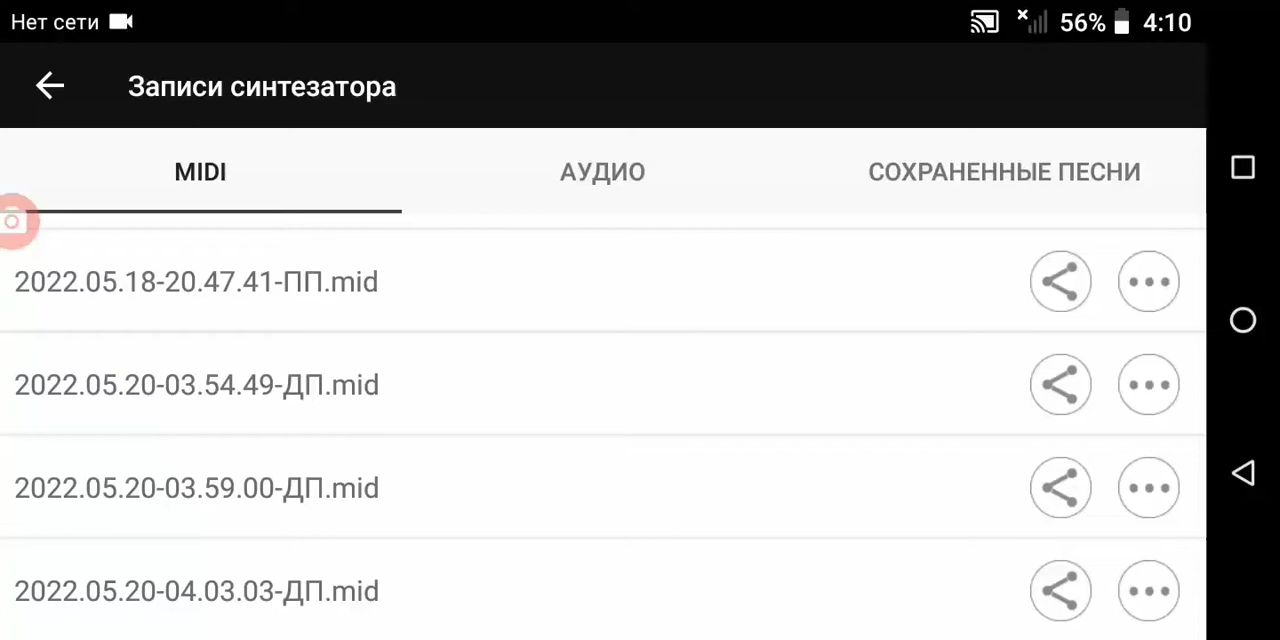 Нет сети 56% 4:10
Записи синтезатора
MIDI АУДИО СОХРАНЕННЫЕ ПЕСНИ
2022.05.18-20.47.41-ПП.mid
2022.05.20-03.54.49-ДП.mid
2022.05.20-03.59.00-ДП.mid
2022.05.20-04.03.03-ДП.mid